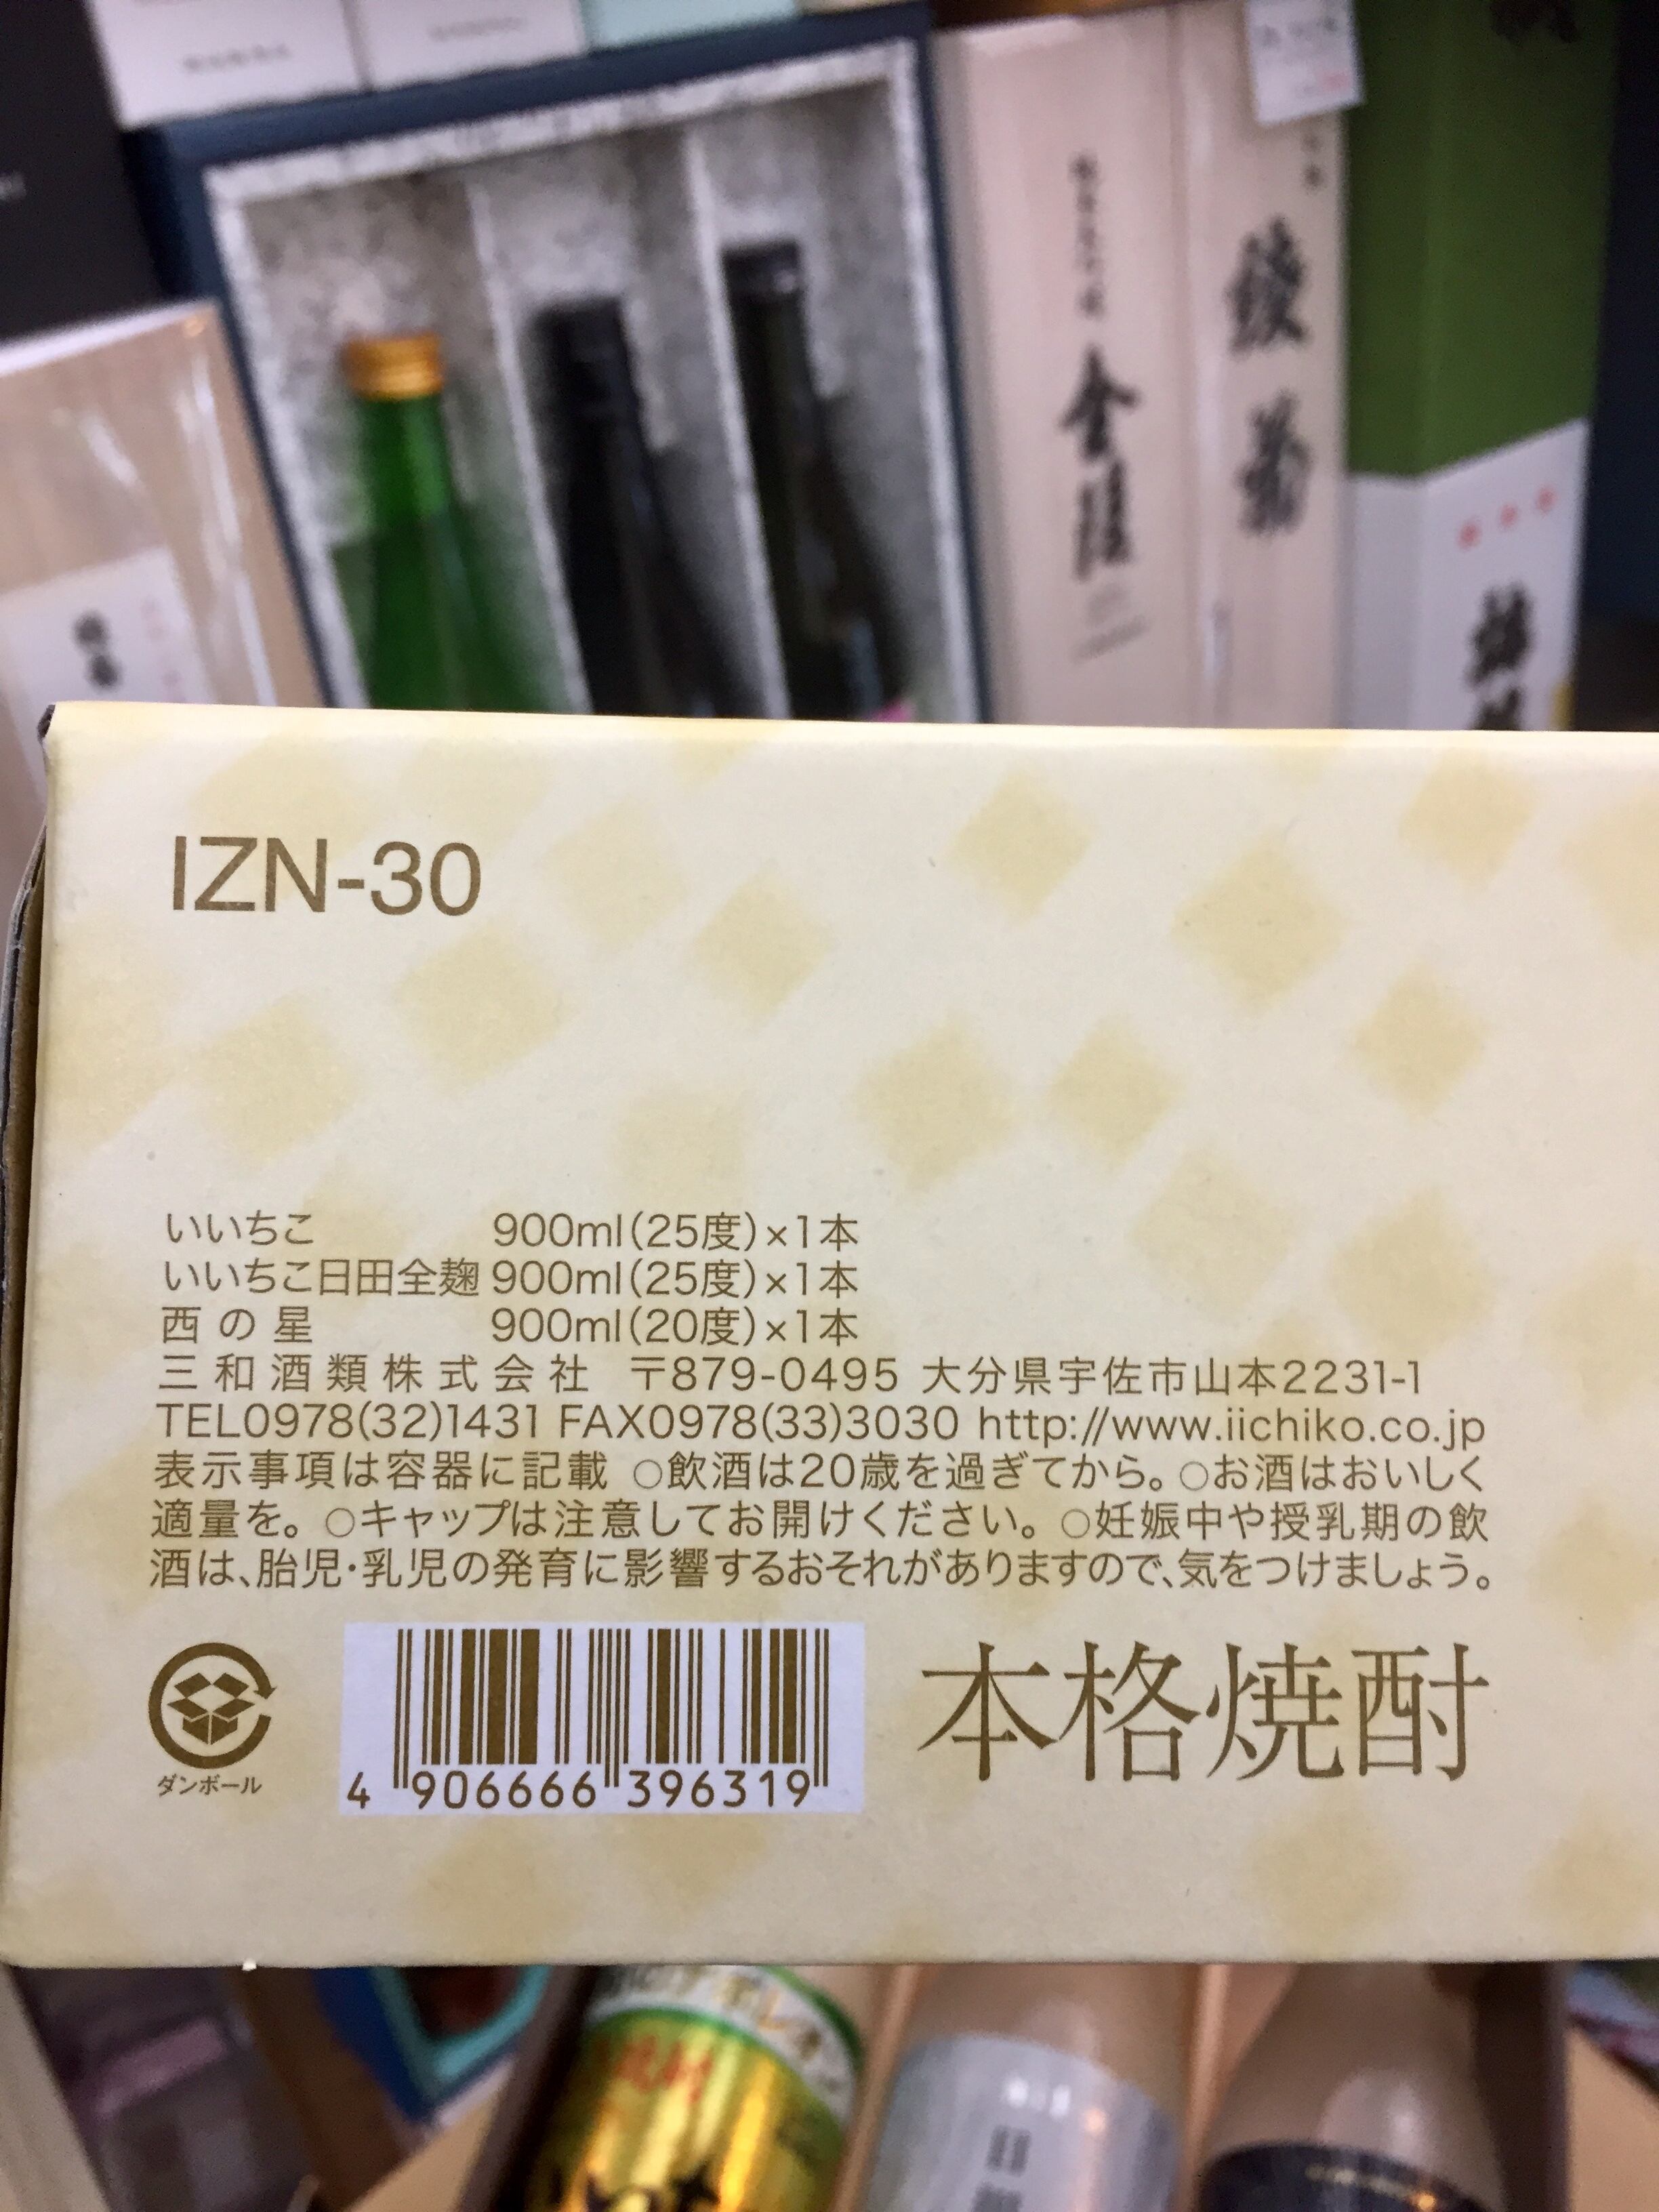 金陵
綾菊
IZN-30
いいちこ 900ml(25度)×1本
いいちこ日田全麹 900ml(25度)×1本
西の星 900ml(20度)×1本
三和酒類株式会社 〒879-0495 大分県宇佐市山本2231-1
TEL0978(32)1431 FAX0978(33)3030 http://www.iichiko.co.jp
表示事項は容器に記載 ○飲酒は20歳を過ぎてから。○お酒はおいしく
適量を。○キャップは注意してお開けください。○妊娠中や授乳期の飲
酒は、胎児・乳児の発育に影響するおそれがありますので、気をつけましょう。
ダンボール
4 906666 396319
本格焼酎